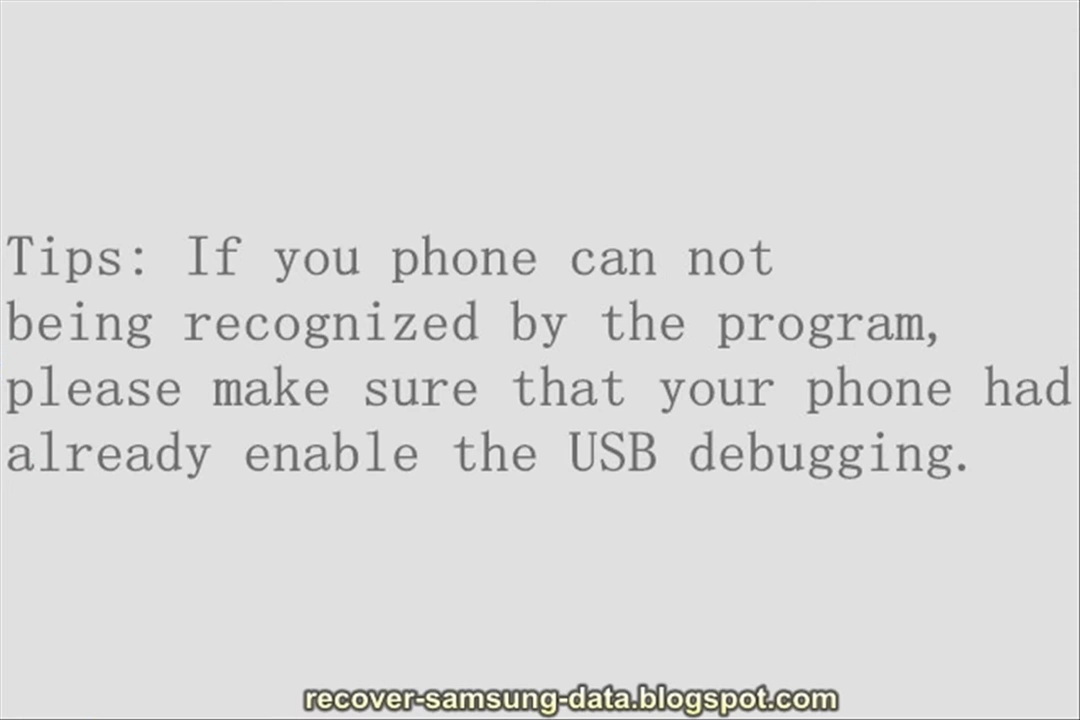 Tips: If you phone can not
being recognized by the program,
please make sure that your phone had
already enable the USB debugging.
recover-samsung-data.blogspot.com